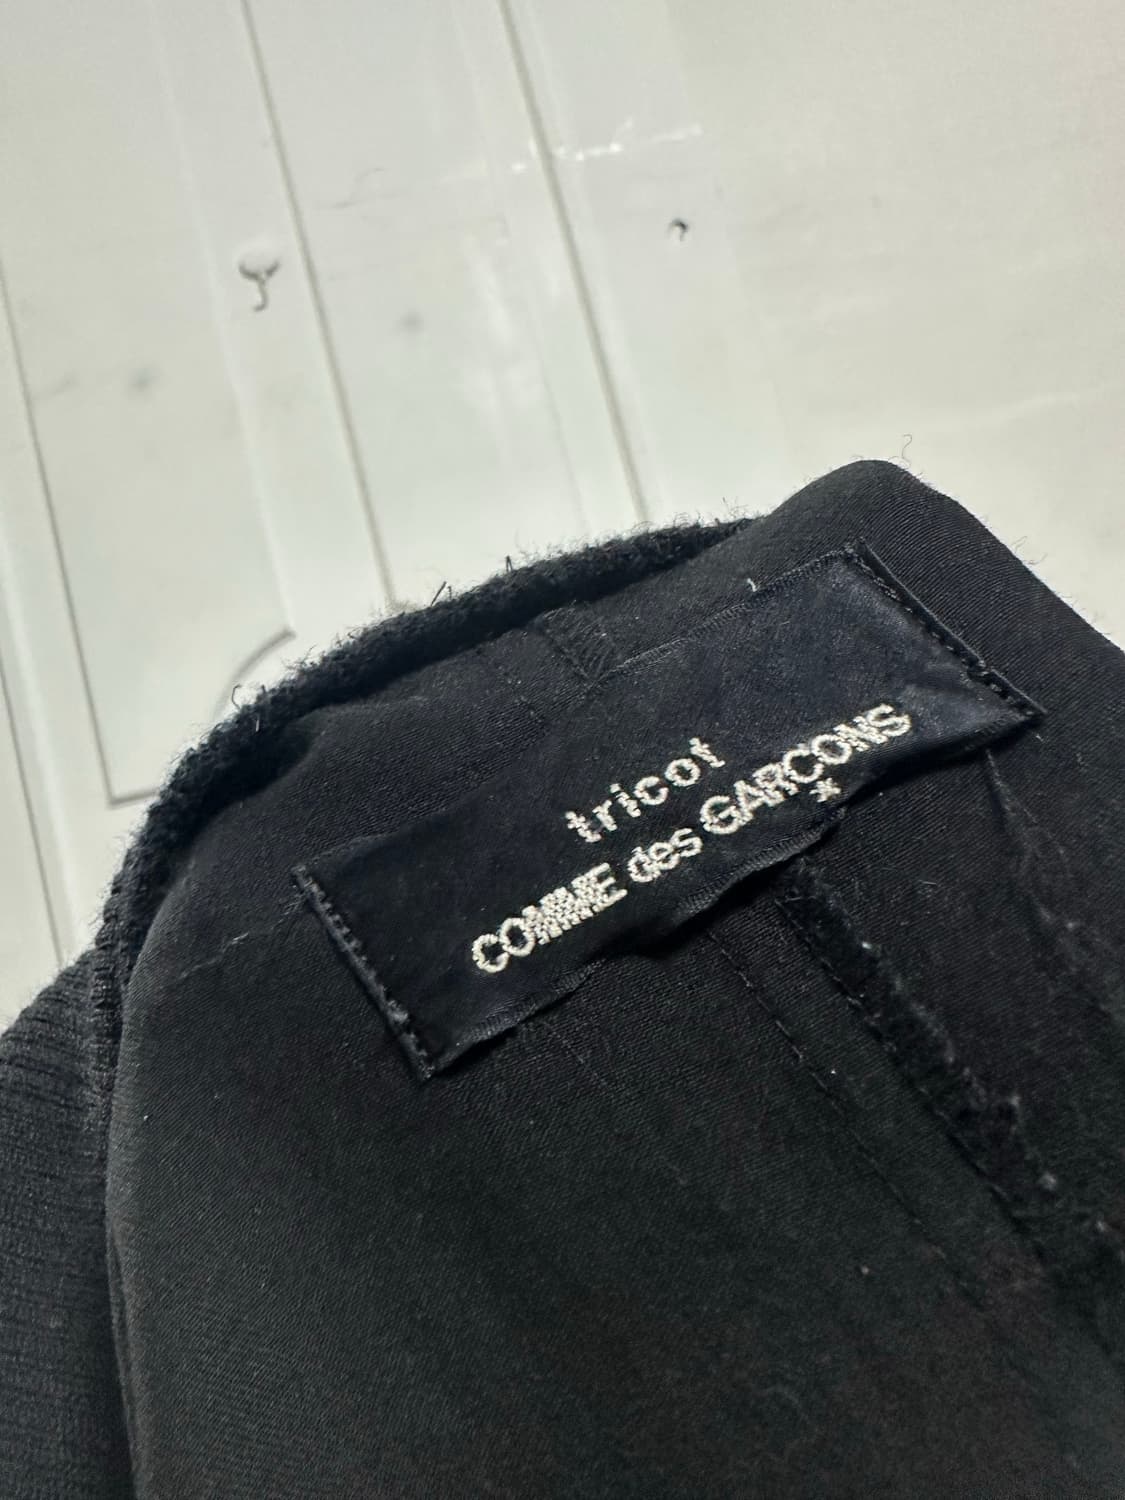 tricot
COMME des GARCONS
*